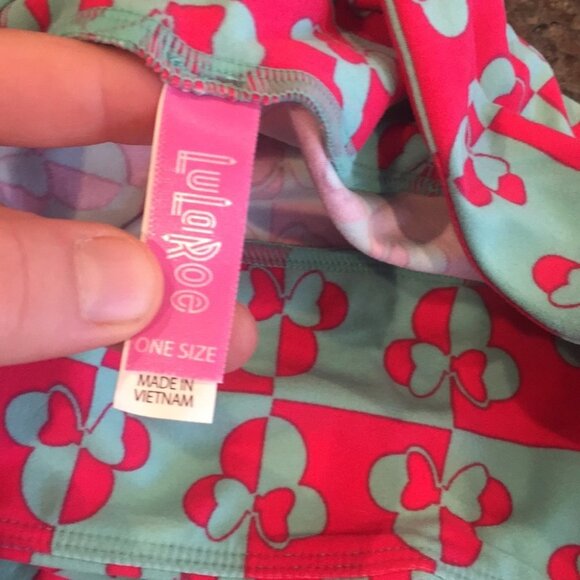 LuLaRoe
ONE SIZE
MADE IN
VIETNAM